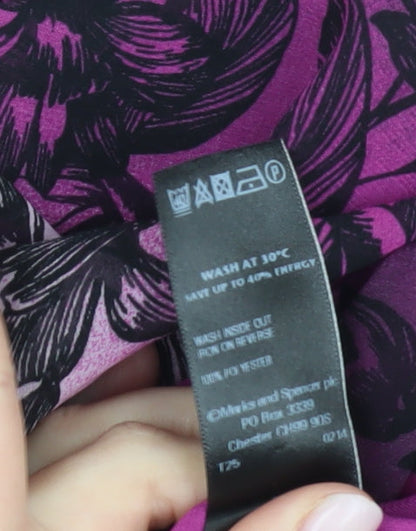 P
WASH AT 30°C
SAVE UP TO 40% ENERGY
WASH INSIDE OUT
IRON ON REVERSE
100% POLYESTER
©Marks and Spencer plc
PO Box 3339
Chester CH99 9QS
T25 0214